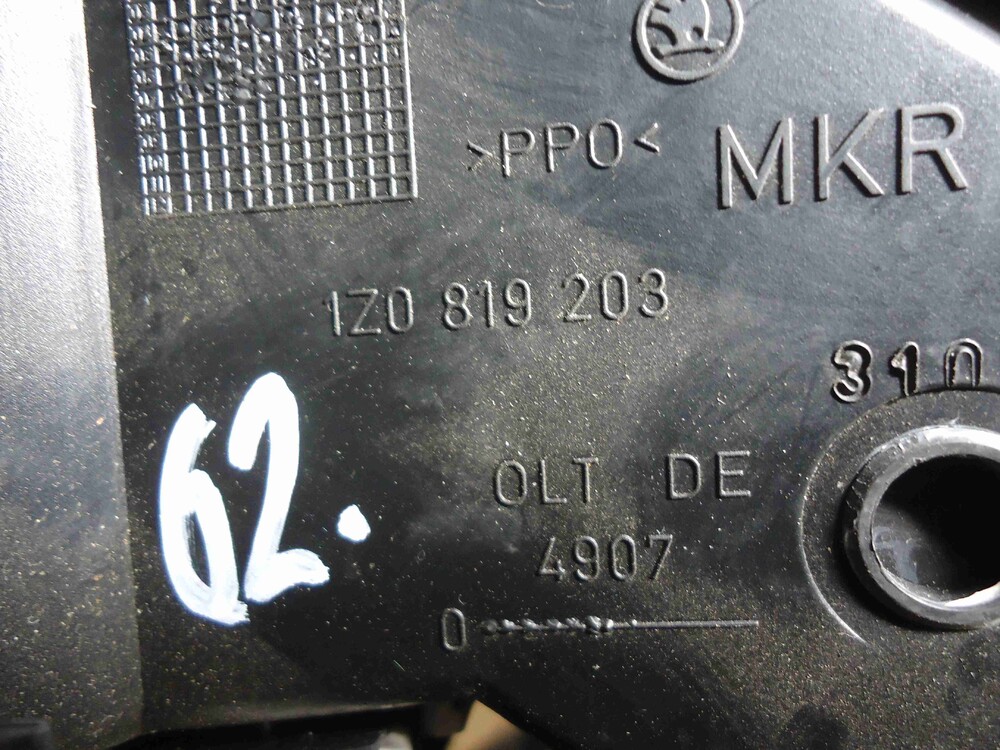 >PPO< MKR
1Z0 819 203
310
62.
OLT DE
4907
0